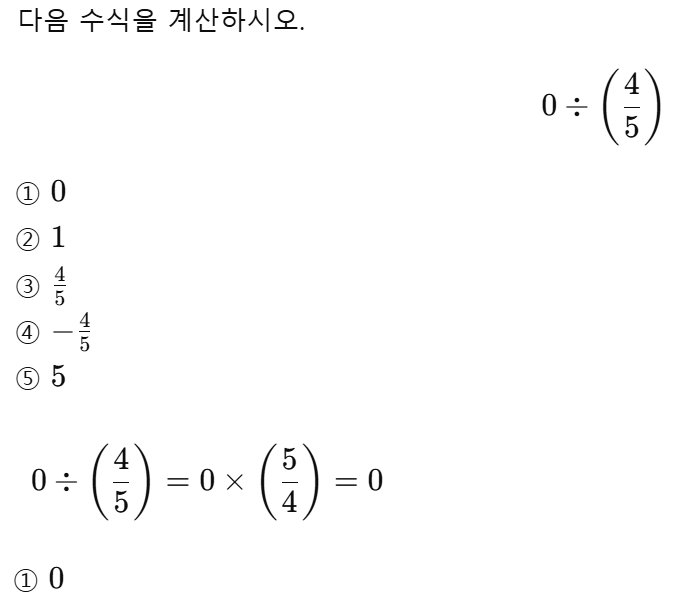 다음 수식을 계산하시오.
0 ÷ (4/5)
① 0
② 1
③ 4/5
④ −4/5
⑤ 5
0 ÷ (4/5) = 0 × (5/4) = 0
① 0